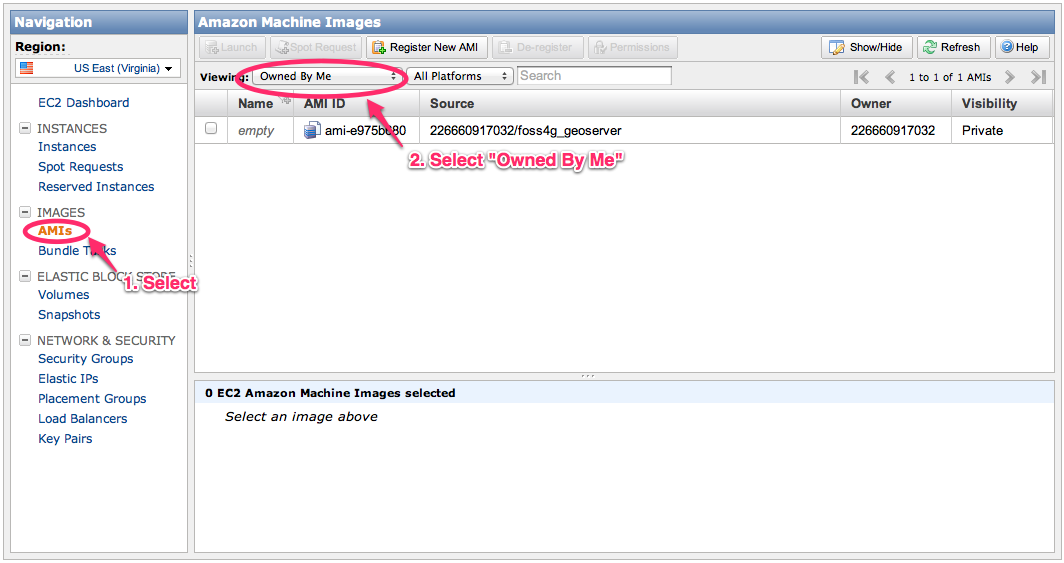 Navigation
Region:
US East (Virginia)
EC2 Dashboard
INSTANCES
Instances
Spot Requests
Reserved Instances
IMAGES
AMIs
Bundle Tasks
1. Select
ELASTIC BLOCK STORE
Volumes
Snapshots
NETWORK & SECURITY
Security Groups
Elastic IPs
Placement Groups
Load Balancers
Key Pairs
Amazon Machine Images
Launch Spot Request Register New AMI De-register Permissions Show/Hide Refresh Help
Viewing: Owned By Me All Platforms Search 1 to 1 of 1 AMIs
Name AMI ID Source Owner Visibility
empty 226660917032/foss4g_geoserver 226660917032 Private
2. Select "Owned By Me"
0 EC2 Amazon Machine Images selected
Select an image above